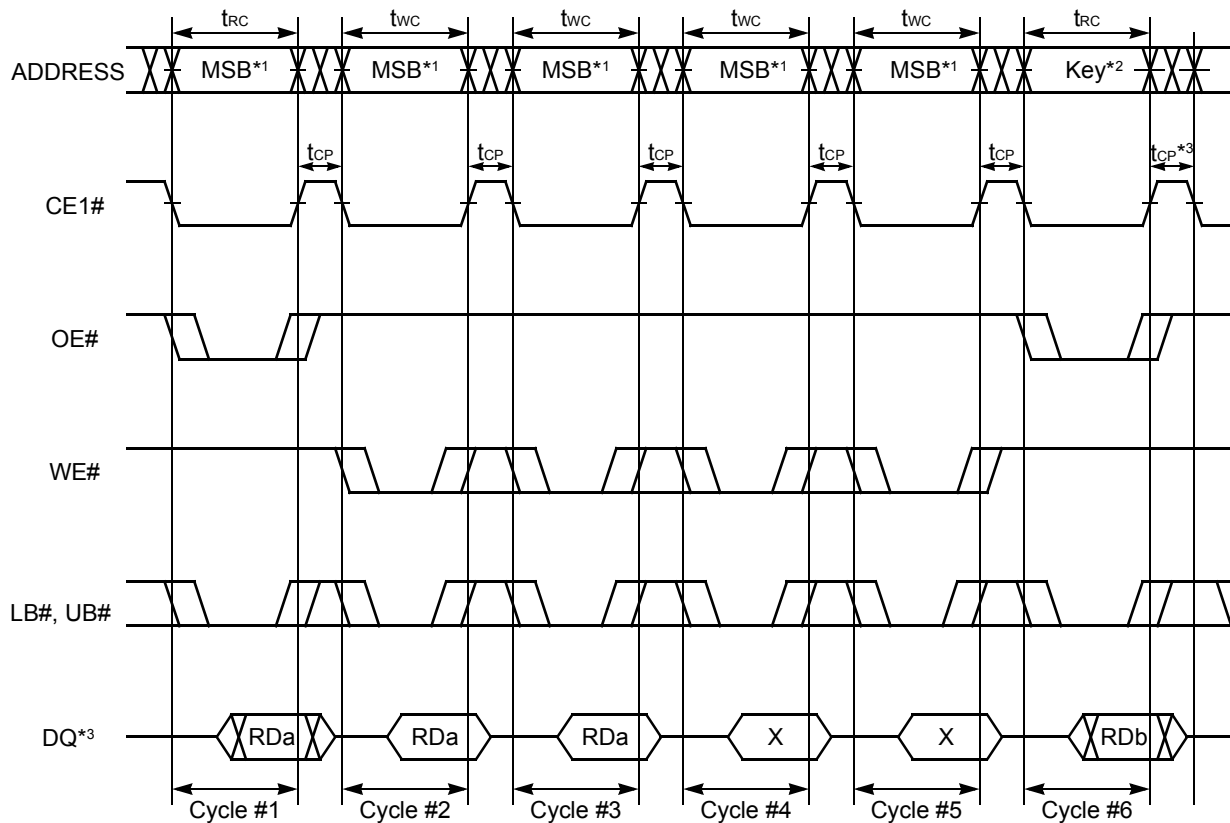 tRC tWC tWC tWC tWC tRC
ADDRESS MSB*1 MSB*1 MSB*1 MSB*1 MSB*1 Key*2
tCP tCP tCP tCP tCP tCP*3
CE1#
OE#
WE#
LB#, UB#
DQ*3 RDa RDa RDa X X RDb
Cycle #1 Cycle #2 Cycle #3 Cycle #4 Cycle #5 Cycle #6